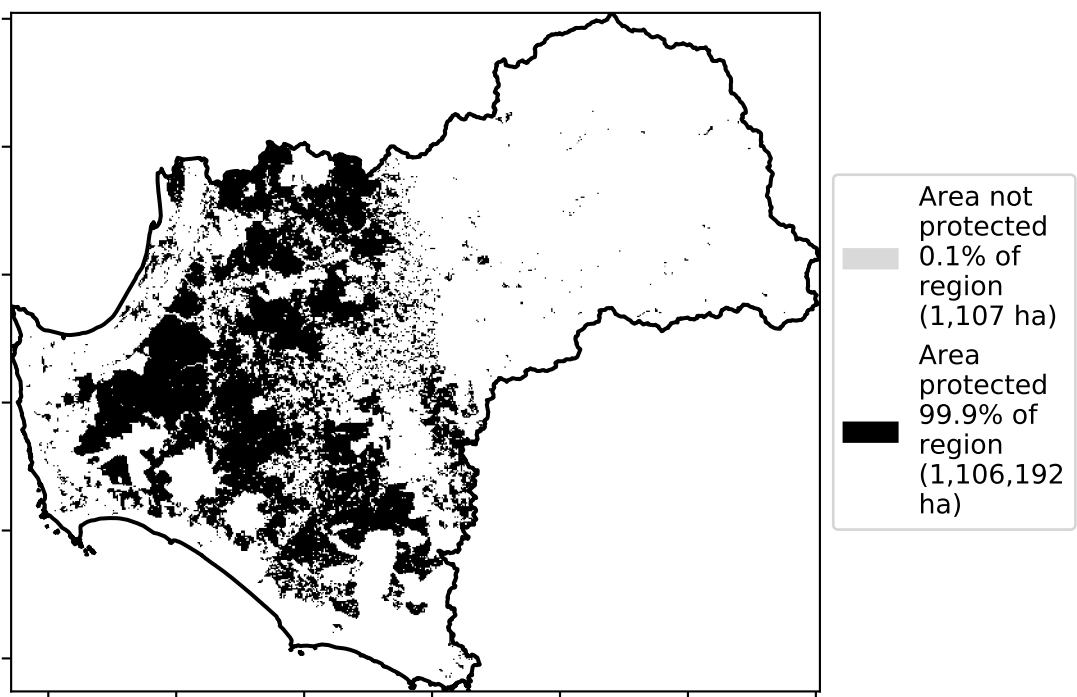 Area not
protected
0.1% of
region
(1,107 ha)
Area
protected
99.9% of
region
(1,106,192
ha)